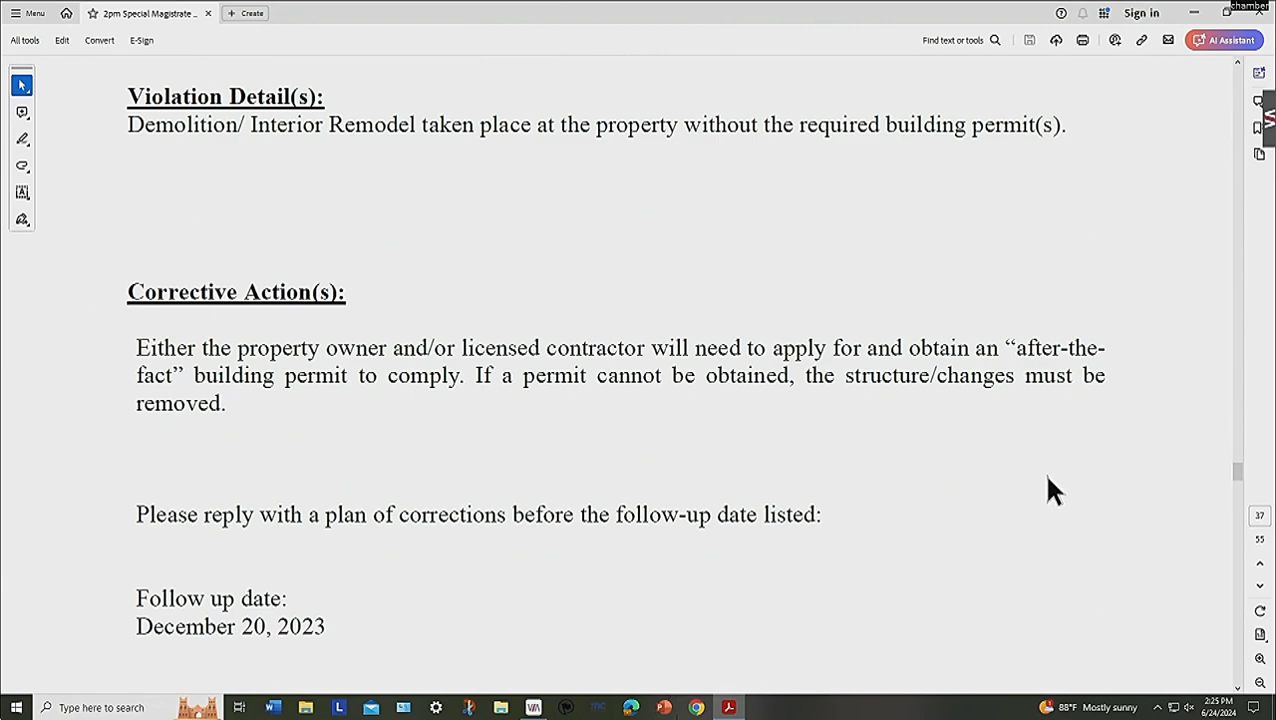 chamber
Menu
2pm Special Magistrate ...
Create
Sign in
All tools
Edit
Convert
E-Sign
Find text or tools
AI Assistant
Violation Detail(s):
Demolition/ Interior Remodel taken place at the property without the required building permit(s).
Corrective Action(s):
Either the property owner and/or licensed contractor will need to apply for and obtain an “after-the-
fact” building permit to comply. If a permit cannot be obtained, the structure/changes must be
removed.
Please reply with a plan of corrections before the follow-up date listed:
37
55
Follow up date:
December 20, 2023
Type here to search
88°F Mostly sunny
2:25 PM
6/24/2024